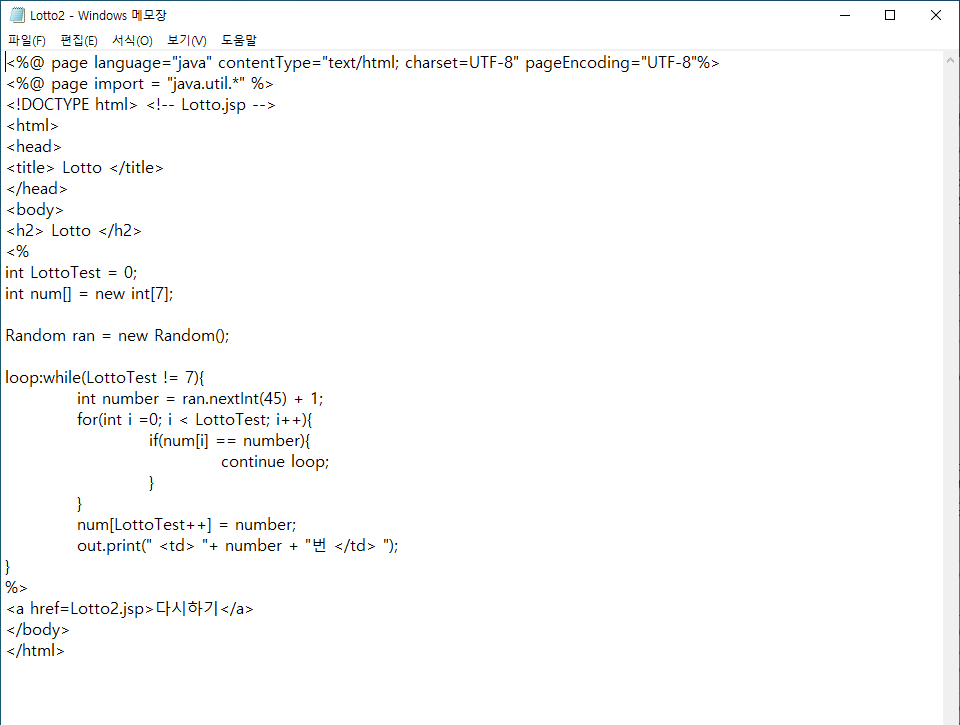 Lotto2 - Windows 메모장
파일(F) 편집(E) 서식(O) 보기(V) 도움말
<%@ page language="java" contentType="text/html; charset=UTF-8" pageEncoding="UTF-8"%>
<%@ page import = "java.util.*" %>
<!DOCTYPE html> <!-- Lotto.jsp -->
<html>
<head>
<title> Lotto </title>
</head>
<body>
<h2> Lotto </h2>
<%
int LottoTest = 0;
int num[] = new int[7];

Random ran = new Random();

loop:while(LottoTest != 7){
	int number = ran.nextInt(45) + 1;
	for(int i =0; i < LottoTest; i++){
		if(num[i] == number){
			continue loop;
		}
	}
	num[LottoTest++] = number;
	out.print(" <td> "+ number + "번 </td> ");
}
%>
<a href=Lotto2.jsp>다시하기</a>
</body>
</html>